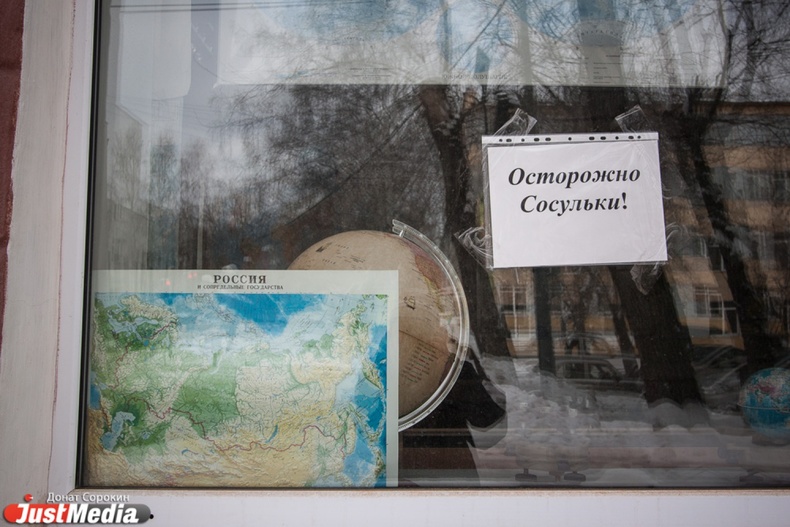 Осторожно
Сосульки!
РОССИЯ
И СОПРЕДЕЛЬНЫЕ ГОСУДАРСТВА
Донат Сорокин
JustMedia